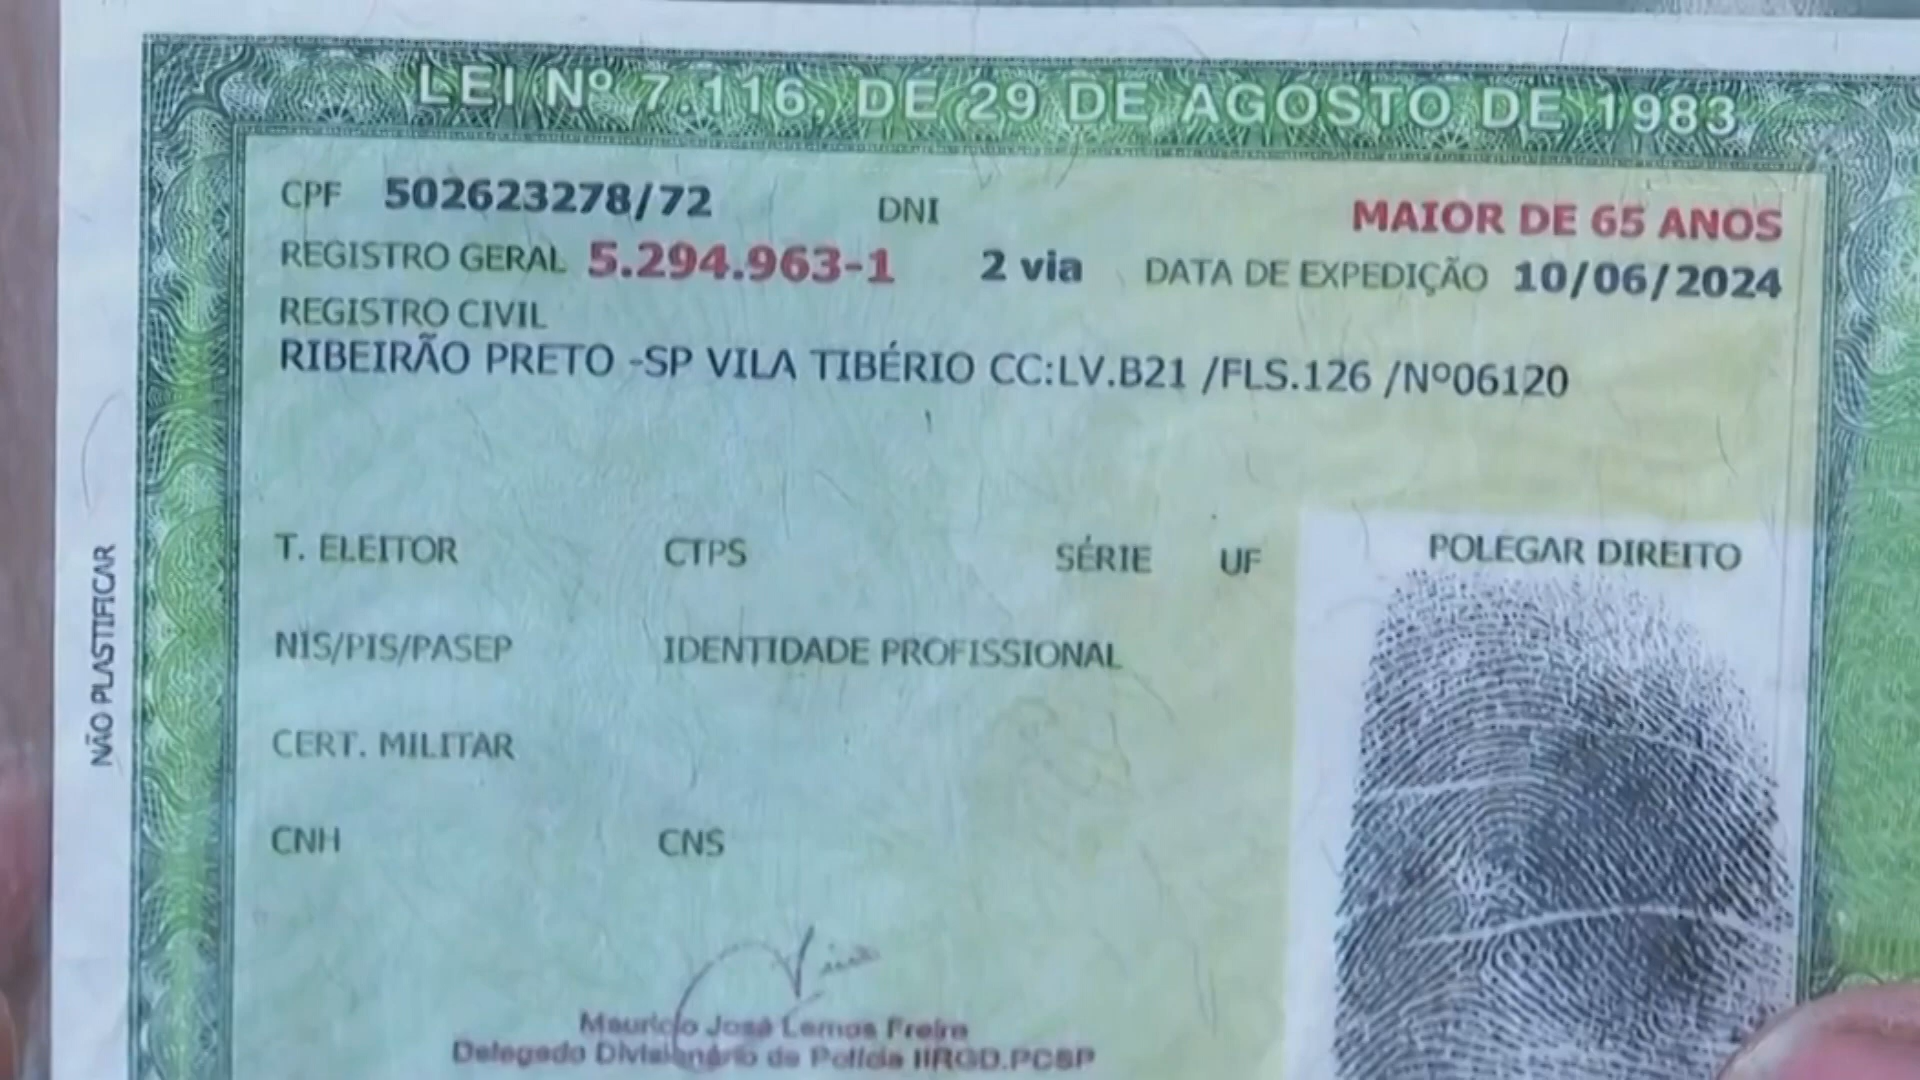 LEI Nº 7.116, DE 29 DE AGOSTO DE 1983
CPF 502623278/72 DNI MAIOR DE 65 ANOS
REGISTRO GERAL 5.294.963-1 2 via DATA DE EXPEDIÇÃO 10/06/2024
REGISTRO CIVIL
RIBEIRÃO PRETO -SP VILA TIBÉRIO CC:LV.B21 /FLS.126 /Nº06120
T. ELEITOR CTPS SÉRIE UF POLEGAR DIREITO
NIS/PIS/PASEP IDENTIDADE PROFISSIONAL
CERT. MILITAR
CNH CNS
Mauricio José Lemos Freire
Delegado Divisionário de Polícia IIRGD.PCSP
NÃO PLASTIFICAR